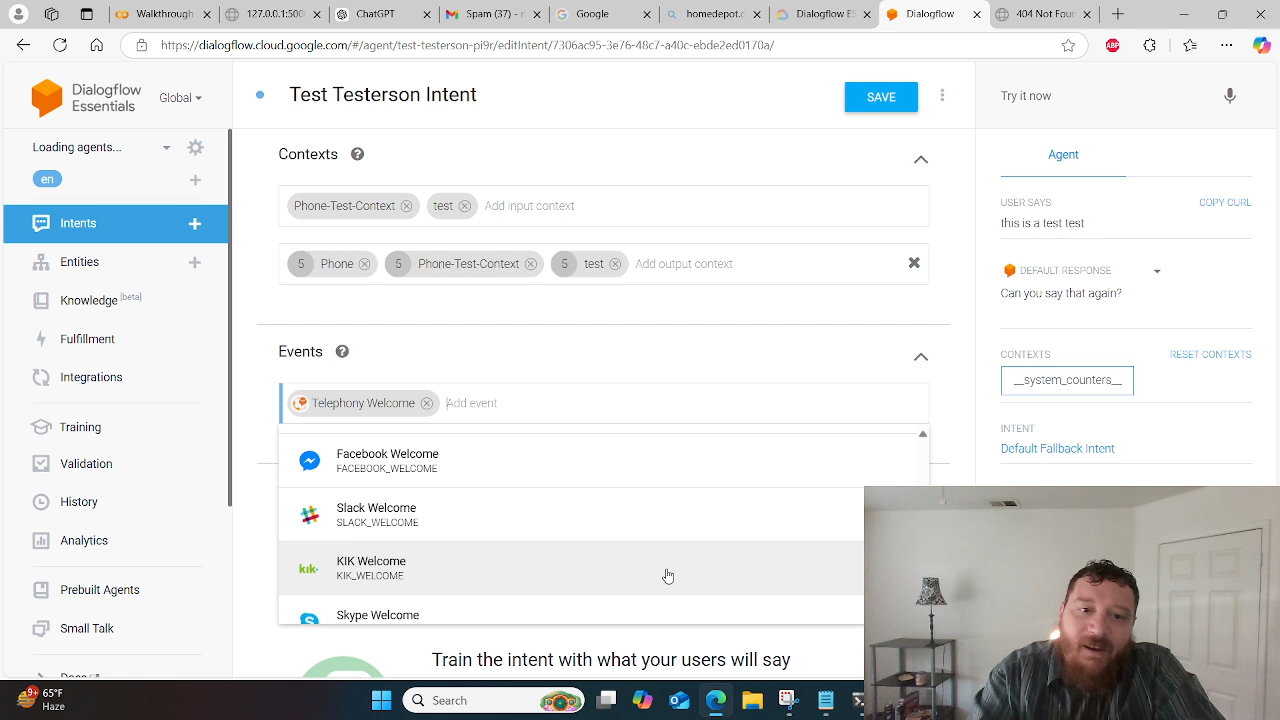 Walkthrough
127.0.0.1:500
ChatGPT
Spam (37) - r
Google
homedepot.c
Dialogflow ES
Dialogflow
404 Not Foun
https://dialogflow.cloud.google.com/#/agent/test-testerson-pi9r/editIntent/
ABP
Dialogflow
Essentials
Global
Test Testerson Intent
SAVE
Try it now
Loading agents...
en
Intents
Entities
Knowledge [beta]
Fulfillment
Integrations
Training
Validation
History
Analytics
Prebuilt Agents
Small Talk
Docs
Contexts
Phone-Test-Context
test
Add input context
5 Phone
5 Phone-Test-Context
5 test
Add output context
Events
Telephony Welcome
Add event
Facebook Welcome
FACEBOOK_WELCOME
Slack Welcome
SLACK_WELCOME
kik.
KIK Welcome
KIK_WELCOME
Skype Welcome
Train the intent with what your users will say
Agent
USER SAYS
COPY CURL
this is a test test
DEFAULT RESPONSE
Can you say that again?
CONTEXTS
RESET CONTEXTS
__system_counters__
INTENT
Default Fallback Intent
9+
65°F
Haze
Search